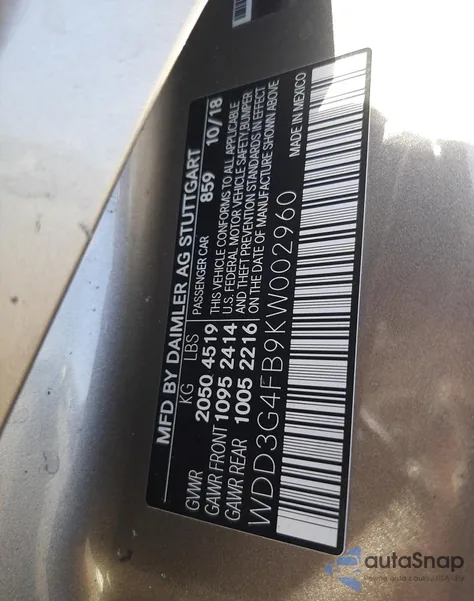 MFD BY DAIMLER AG STUTTGART
KG LBS PASSENGER CAR 859 10/18
GVWR 2050 4519 THIS VEHICLE CONFORMS TO ALL APPLICABLE
GAWR FRONT 1095 2414 U.S. FEDERAL MOTOR VEHICLE SAFETY, BUMPER
GAWR REAR 1005 2216 AND THEFT PREVENTION STANDARDS IN EFFECT
ON THE DATE OF MANUFACTURE SHOWN ABOVE
WDD3G4FB9KW002960 MADE IN MEXICO
autaSnap